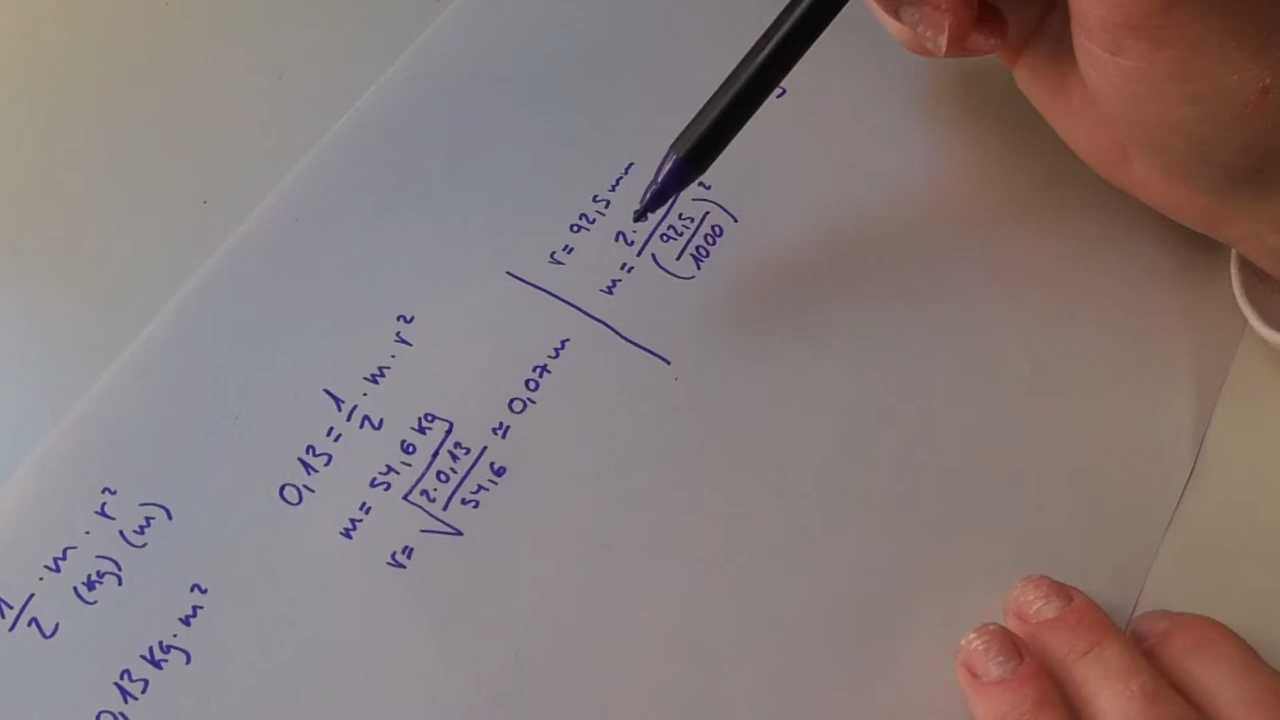 1/2 · m · r²
(kg) (m)
0,13 kg · m²
0,13 = 1/2 · m · r²
m = 54,6 kg
r = √(2·0,13/54,6) ≃ 0,07 m
r = 92,5 mm
m = 2·
(92,5/1000)²